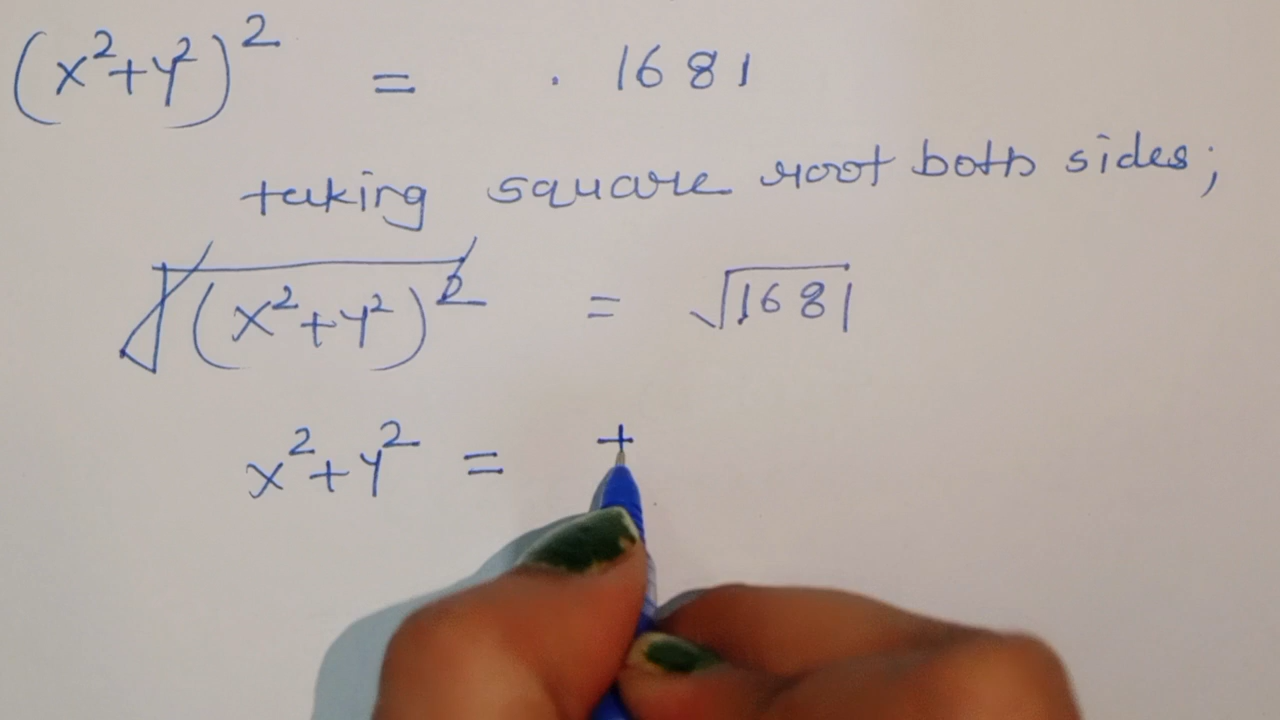 (x²+y²)² = . 1681
taking square root both sides;
√(x²+y²)² = √1681
x²+y² = +